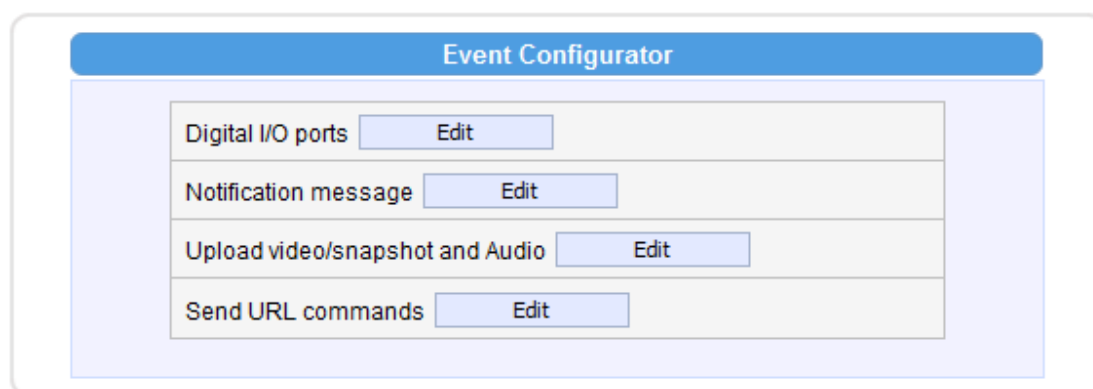 Event Configurator
Digital I/O ports Edit
Notification message Edit
Upload video/snapshot and Audio Edit
Send URL commands Edit